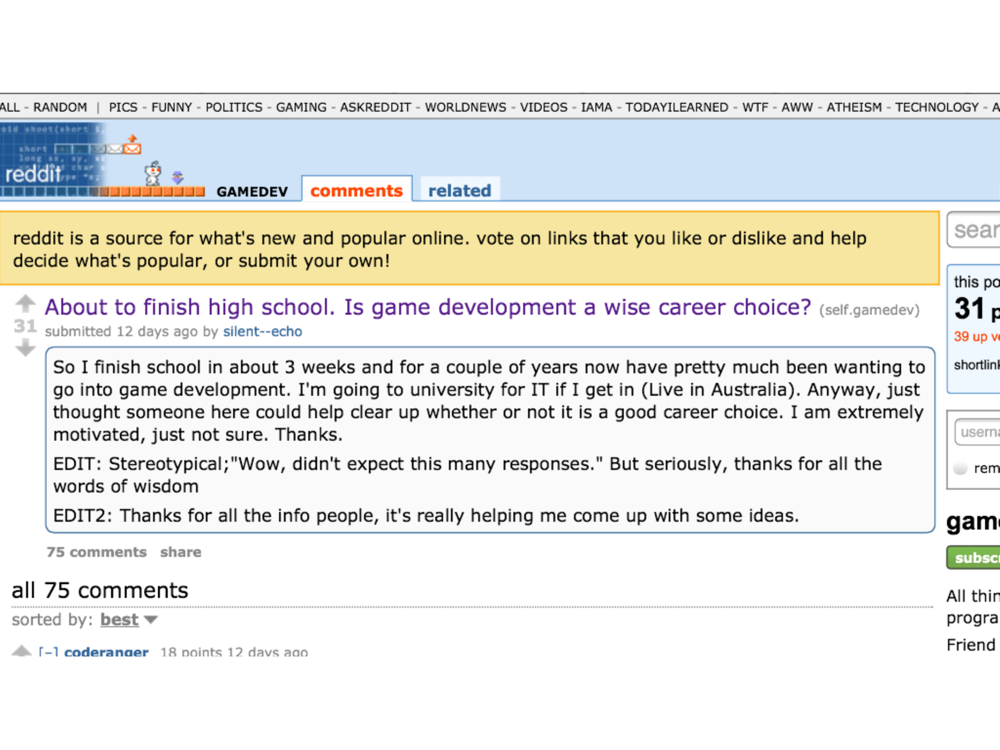 ALL - RANDOM | PICS - FUNNY - POLITICS - GAMING - ASKREDDIT - WORLDNEWS - VIDEOS - IAMA - TODAYILEARNED - WTF - AWW - ATHEISM - TECHNOLOGY - A
oid shoot(short i,
short
long sx, sy,
char
reddit
GAMEDEV comments related
reddit is a source for what's new and popular online. vote on links that you like or dislike and help
decide what's popular, or submit your own!
About to finish high school. Is game development a wise career choice? (self.gamedev)
31
submitted 12 days ago by silent--echo
So I finish school in about 3 weeks and for a couple of years now have pretty much been wanting to
go into game development. I'm going to university for IT if I get in (Live in Australia). Anyway, just
thought someone here could help clear up whether or not it is a good career choice. I am extremely
motivated, just not sure. Thanks.
EDIT: Stereotypical;"Wow, didn't expect this many responses." But seriously, thanks for all the
words of wisdom
EDIT2: Thanks for all the info people, it's really helping me come up with some ideas.
75 comments share
all 75 comments
sorted by: best
[–] coderanger 18 points 12 days ago
sear
this po
31 p
39 up v
shortlink
userna
rem
game
subscr
All thin
progra
Friend